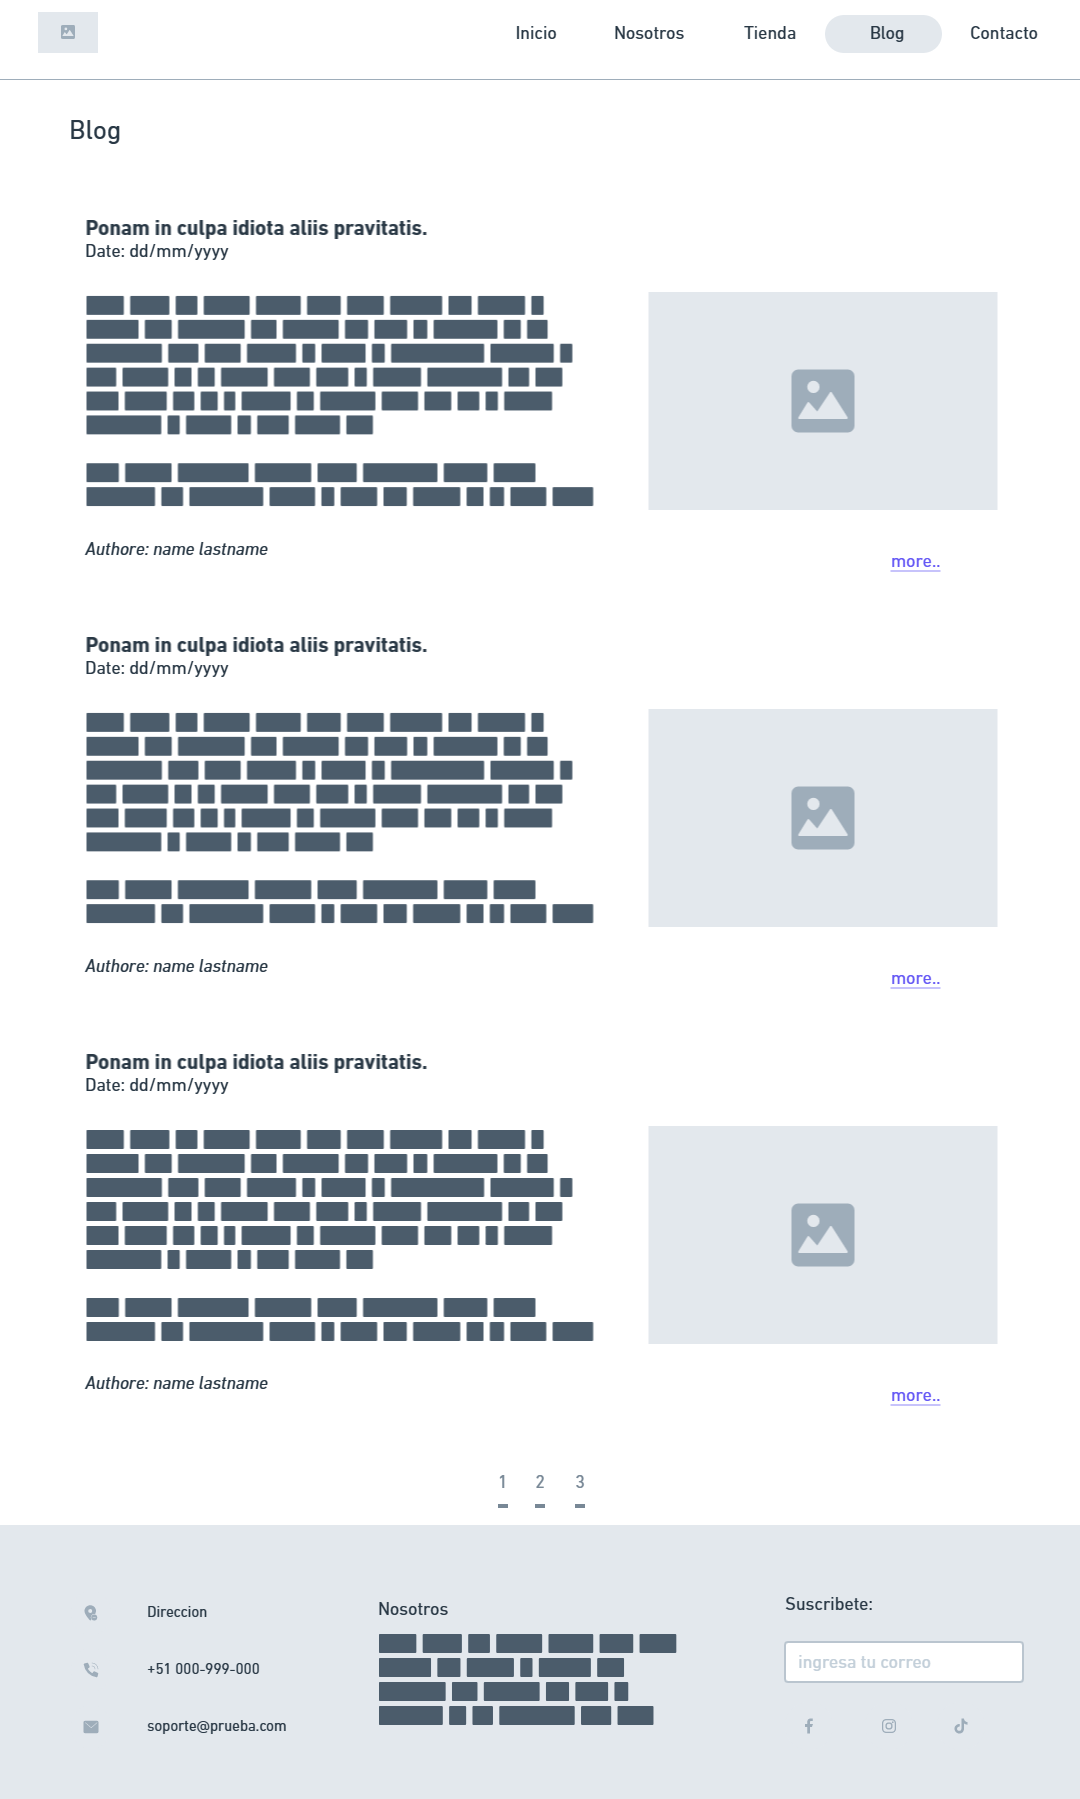 Inicio Nosotros Tienda Blog Contacto
Blog
Ponam in culpa idiota aliis pravitatis.
Date: dd/mm/yyyy
Authore: name lastname
more..
Ponam in culpa idiota aliis pravitatis.
Date: dd/mm/yyyy
Authore: name lastname
more..
Ponam in culpa idiota aliis pravitatis.
Date: dd/mm/yyyy
Authore: name lastname
more..
1 2 3
Direccion
+51 000-999-000
soporte@prueba.com
Nosotros
Suscribete:
ingresa tu correo